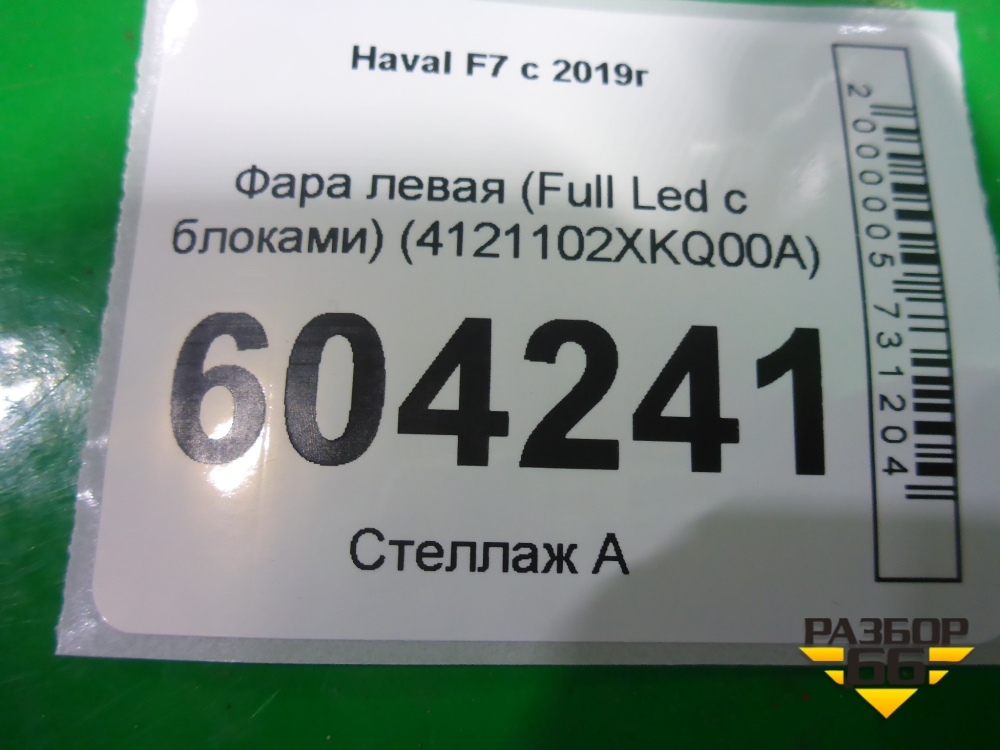 Haval F7 с 2019г
Фара левая (Full Led с
блоками) (4121102XKQ00A)
604241
Стеллаж А
2000005731204
РАЗБОР
66